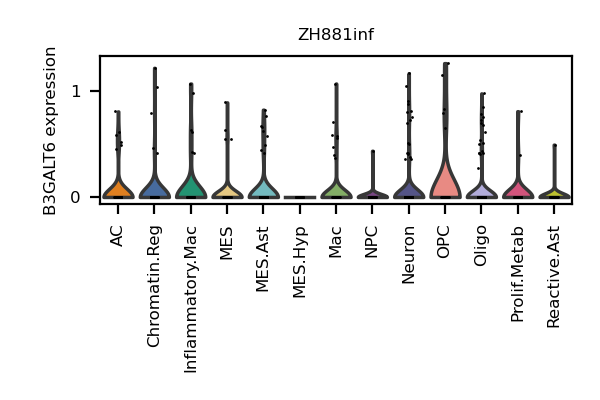 ZH881inf
B3GALT6 expression
1
0
AC
Chromatin.Reg
Inflammatory.Mac
MES
MES.Ast
MES.Hyp
Mac
NPC
Neuron
OPC
Oligo
Prolif.Metab
Reactive.Ast